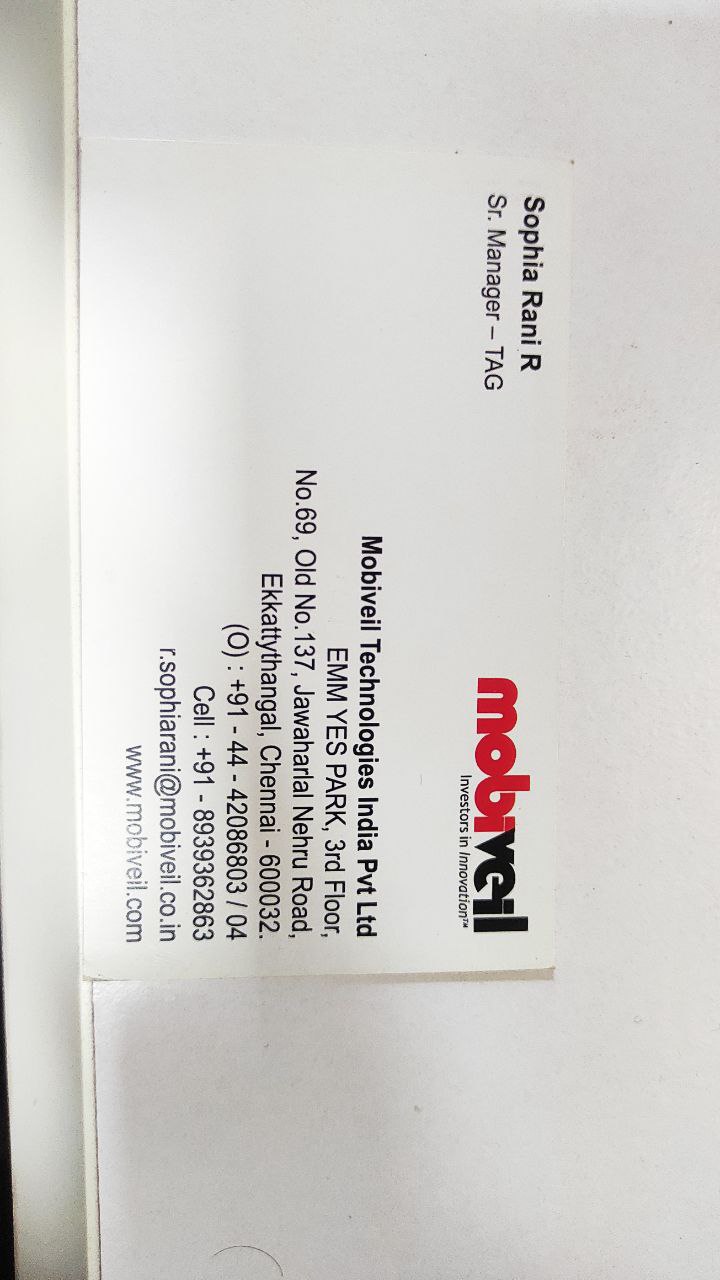 Sophia Rani R
Sr. Manager – TAG
mobiveil
Investors in Innovation™
Mobiveil Technologies India Pvt Ltd
EMM YES PARK, 3rd Floor,
No.69, Old No.137, Jawaharlal Nehru Road,
Ekkattythangal, Chennai - 600032.
(O) : +91 - 44 - 42086803 / 04
Cell : +91 - 8939362863
r.sophiarani@mobiveil.co.in
www.mobiveil.com